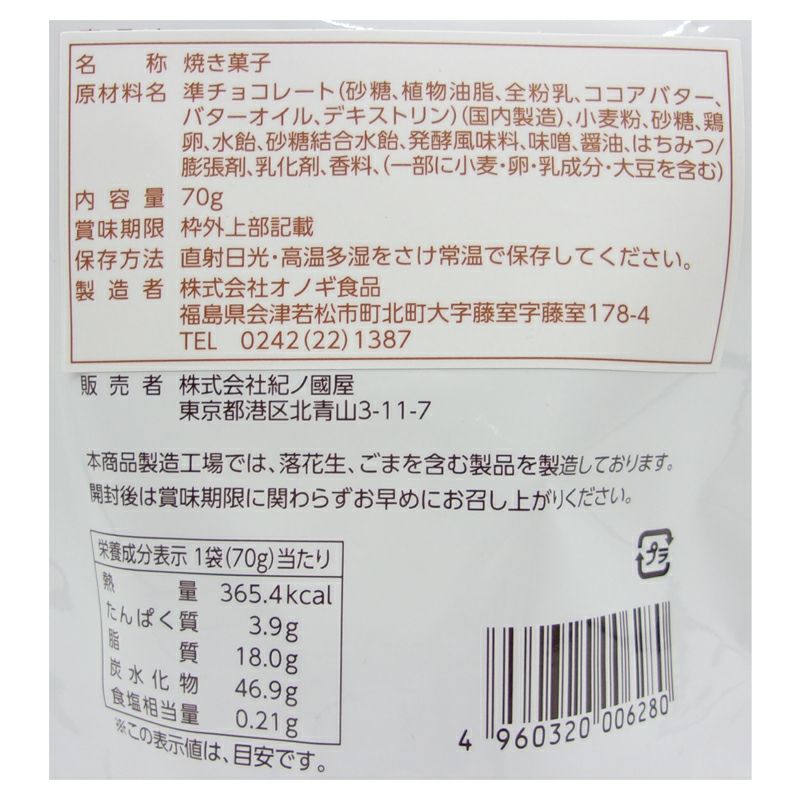 名称 焼き菓子
原材料名 準チョコレート(砂糖、植物油脂、全粉乳、ココアバター、
バターオイル、デキストリン)(国内製造)、小麦粉、砂糖、鶏
卵、水飴、砂糖結合水飴、発酵風味料、味噌、醤油、はちみつ/
膨張剤、乳化剤、香料、(一部に小麦・卵・乳成分・大豆を含む)
内容量 70g
賞味期限 枠外上部記載
保存方法 直射日光・高温多湿をさけ常温で保存してください。
製造者 株式会社オノギ食品
福島県会津若松市町北町大字藤室字藤室178-4
TEL 0242(22)1387
販売者 株式会社紀ノ國屋
東京都港区北青山3-11-7
本商品製造工場では、落花生、ごまを含む製品を製造しております。
開封後は賞味期限に関わらずお早めにお召し上がりください。
栄養成分表示 1袋(70g)当たり
熱量 365.4kcal
たんぱく質 3.9g
脂質 18.0g
炭水化物 46.9g
食塩相当量 0.21g
※この表示値は、目安です。
プラ
4 960320 006280